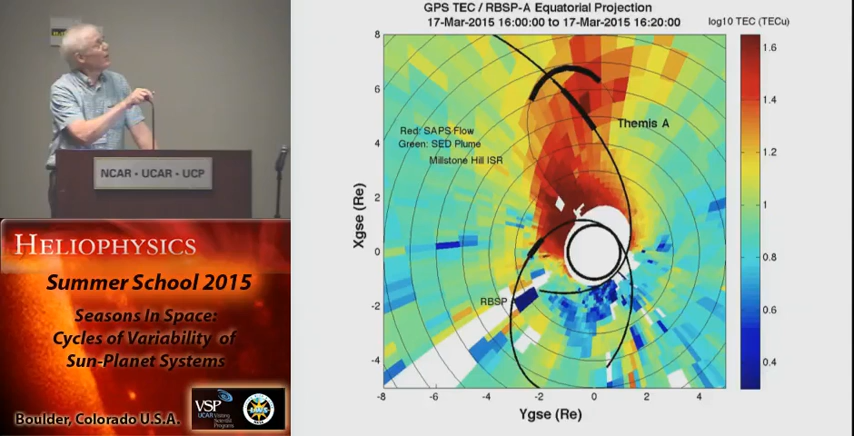 GPS TEC / RBSP-A Equatorial Projection
17-Mar-2015 16:00:00 to 17-Mar-2015 16:20:00
log10 TEC (TECu)
8
6
4
2
0
-2
-4
Xgse (Re)
Red: SAPS Flow
Green: SED Plume
Millstone Hill ISR
Themis A
RBSP
-8
-6
-4
-2
0
2
4
Ygse (Re)
1.6
1.4
1.2
1
0.8
0.6
0.4
NCAR • UCAR • UCP
HELIOPHYSICS
Summer School 2015
Seasons In Space:
Cycles of Variability of
Sun-Planet Systems
Boulder, Colorado U.S.A.
VSP
UCAR Visiting
Scientist
Programs